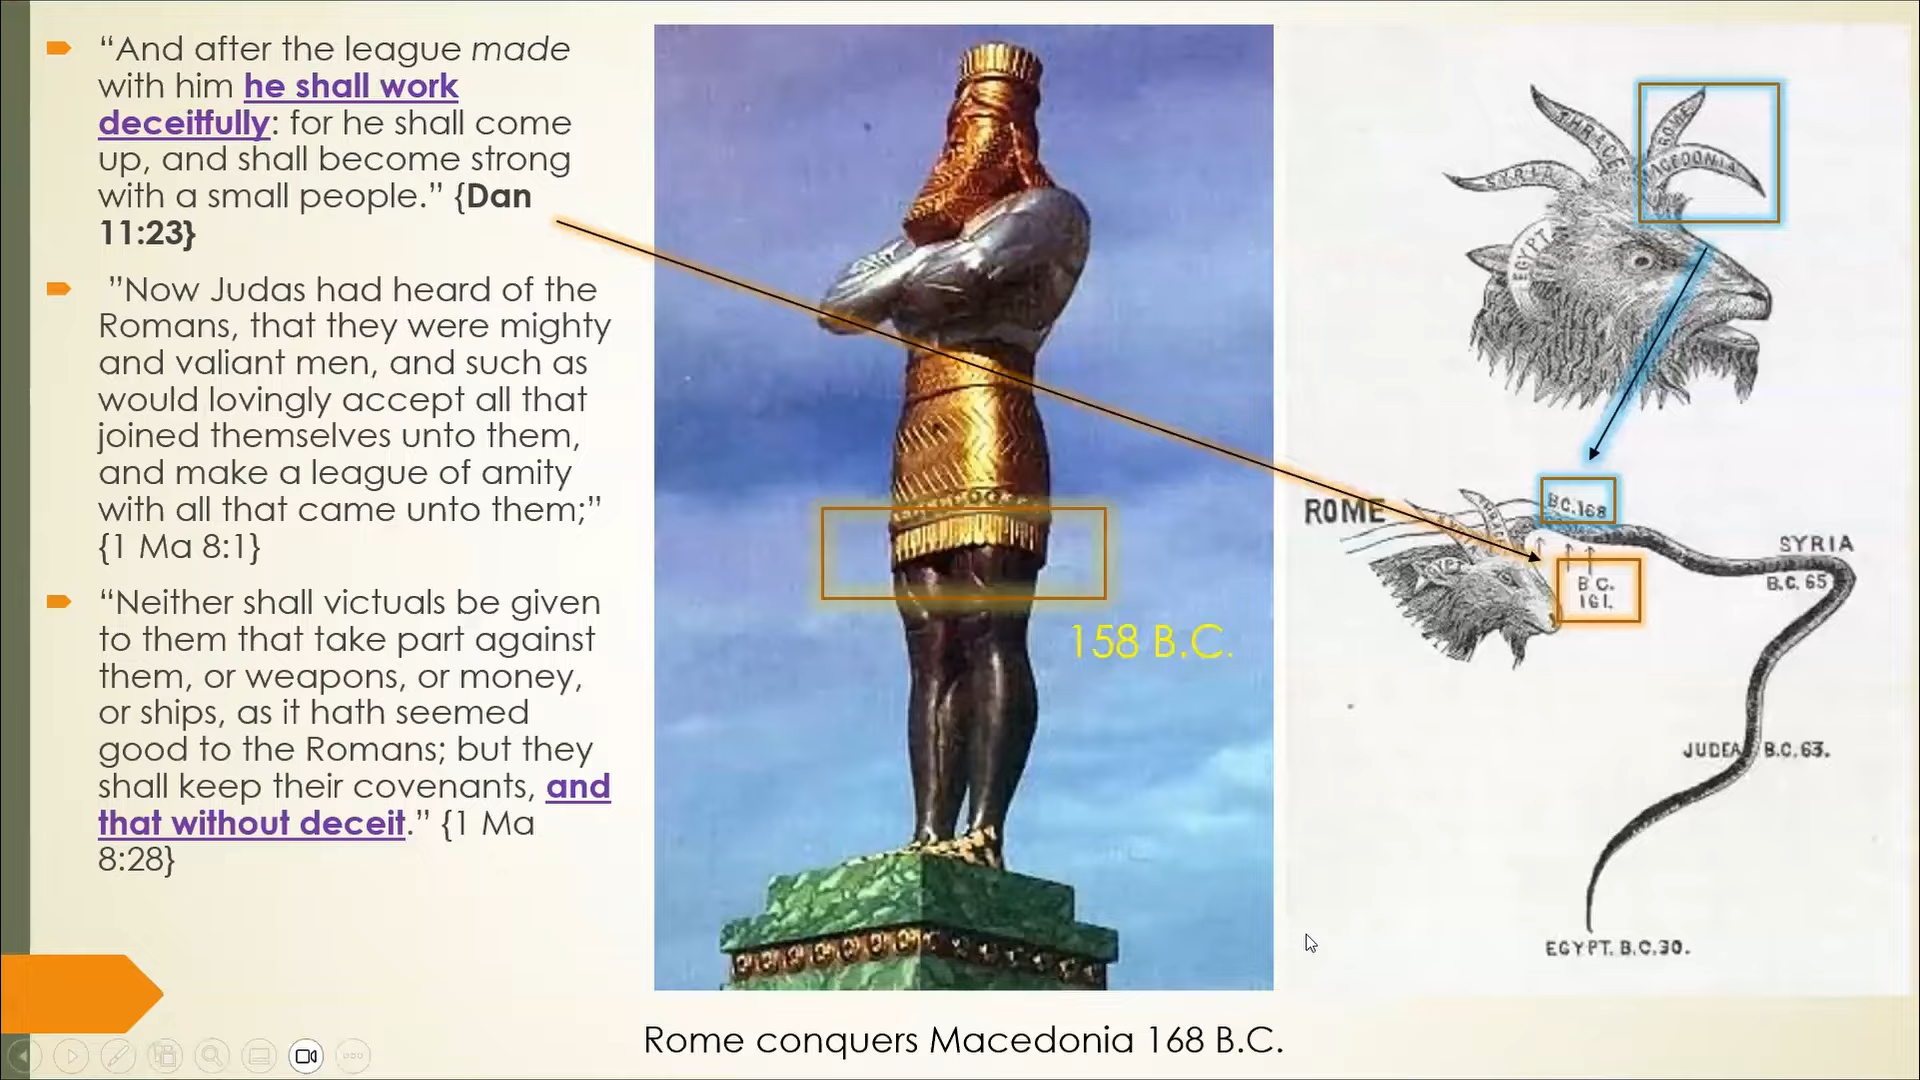 “And after the league made
with him he shall work
deceitfully: for he shall come
up, and shall become strong
with a small people.” {Dan
11:23}
”Now Judas had heard of the
Romans, that they were mighty
and valiant men, and such as
would lovingly accept all that
joined themselves unto them,
and make a league of amity
with all that came unto them;”
{1 Ma 8:1}
“Neither shall victuals be given
to them that take part against
them, or weapons, or money,
or ships, as it hath seemed
good to the Romans; but they
shall keep their covenants, and
that without deceit.” {1 Ma
8:28}
158 B.C.
THRACE
ROME
MACEDONIA
SYRIA
EGYPT
ROME
B.C.168
SYRIA
THRACE
EGYPT
B.C.
161.
SYRIA
B.C. 65
JUDEA B.C.63.
EGYPT. B.C.30.
Rome conquers Macedonia 168 B.C.